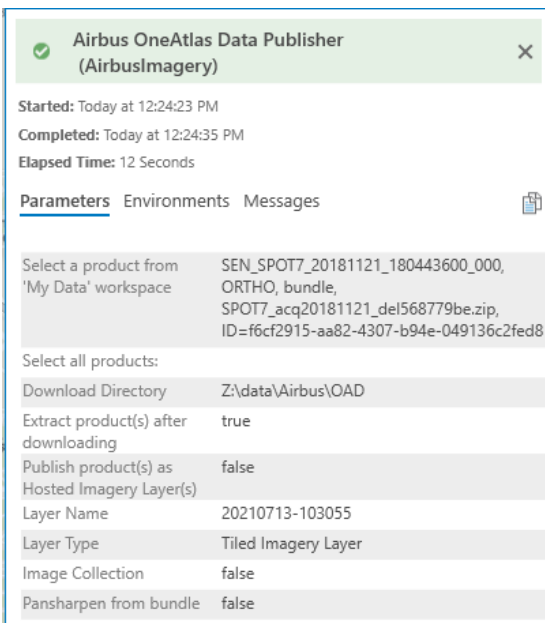 Airbus OneAtlas Data Publisher
(AirbusImagery)
Started: Today at 12:24:23 PM
Completed: Today at 12:24:35 PM
Elapsed Time: 12 Seconds
Parameters Environments Messages
Select a product from SEN_SPOT7_20181121_180443600_000,
'My Data' workspace ORTHO, bundle,
SPOT7_acq20181121_del568779be.zip,
ID=f6cf2915-aa82-4307-b94e-049136c2fed8
Select all products:
Download Directory Z:\data\Airbus\OAD
Extract product(s) after true
downloading
Publish product(s) as false
Hosted Imagery Layer(s)
Layer Name 20210713-103055
Layer Type Tiled Imagery Layer
Image Collection false
Pansharpen from bundle false